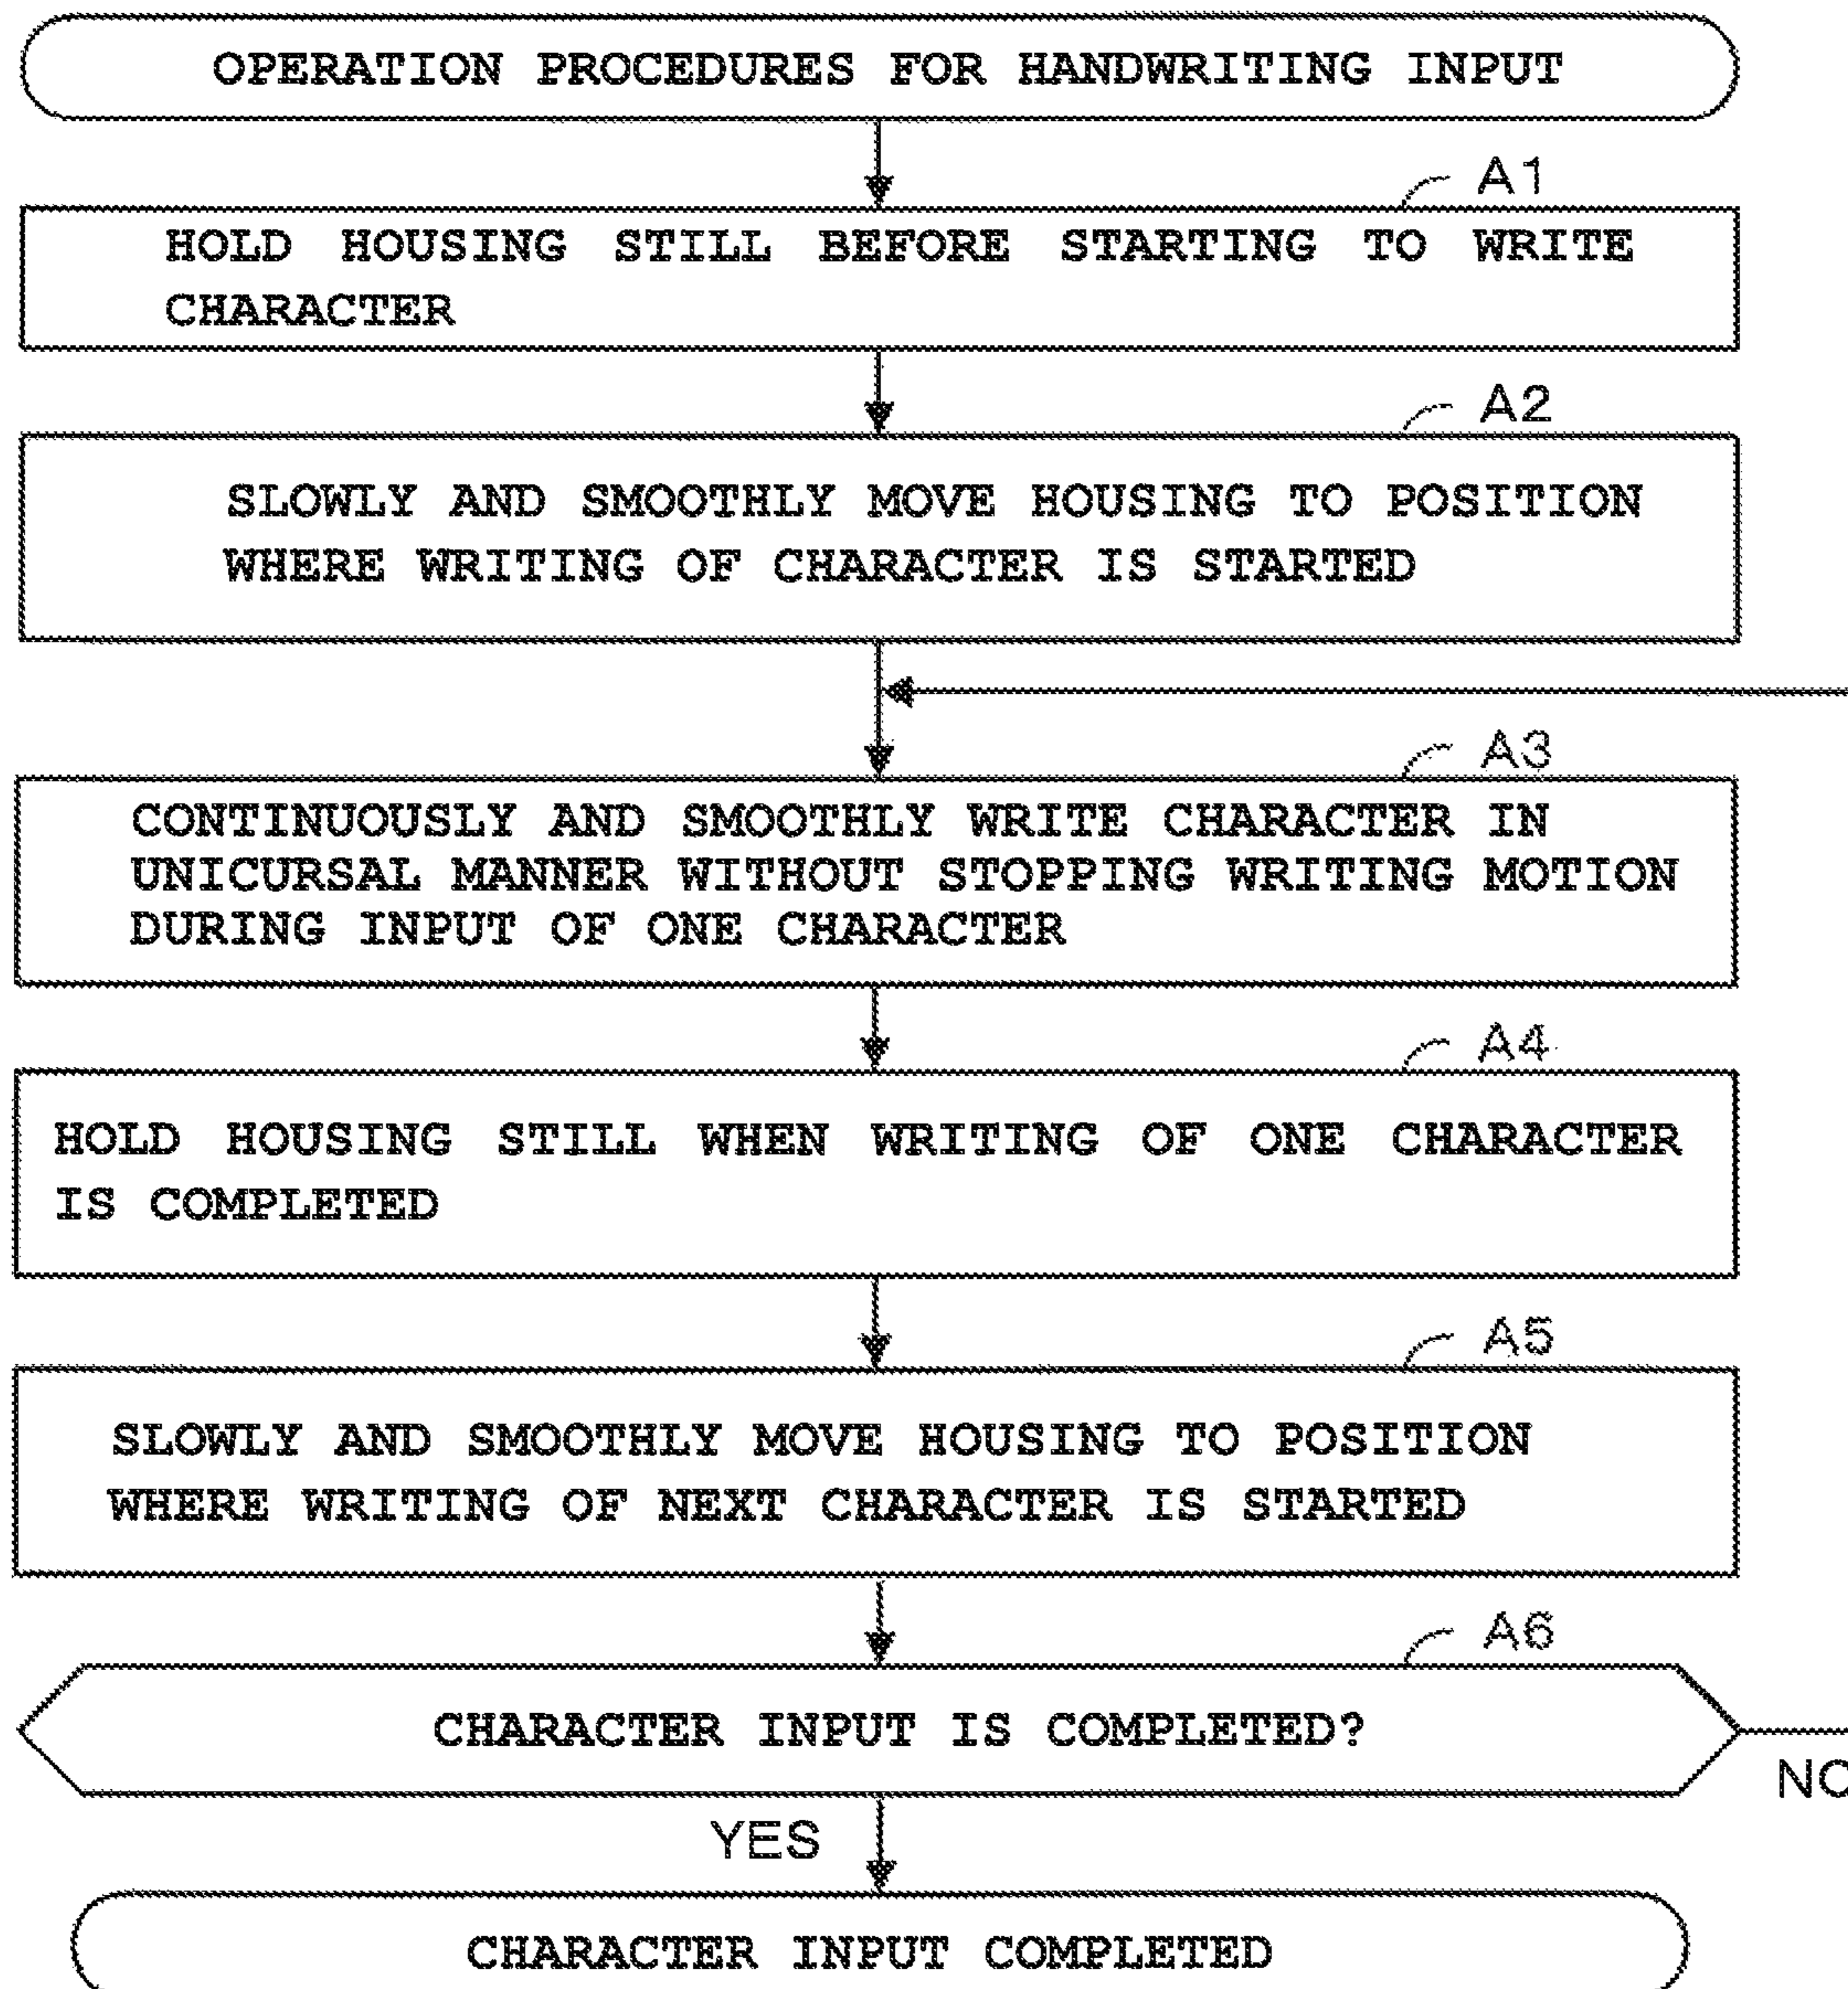 OPERATION PROCEDURES FOR HANDWRITING INPUT
A1
HOLD HOUSING STILL BEFORE STARTING TO WRITE
CHARACTER
A2
SLOWLY AND SMOOTHLY MOVE HOUSING TO POSITION
WHERE WRITING OF CHARACTER IS STARTED
A3
CONTINUOUSLY AND SMOOTHLY WRITE CHARACTER IN
UNICURSAL MANNER WITHOUT STOPPING WRITING MOTION
DURING INPUT OF ONE CHARACTER
A4
HOLD HOUSING STILL WHEN WRITING OF ONE CHARACTER
IS COMPLETED
A5
SLOWLY AND SMOOTHLY MOVE HOUSING TO POSITION
WHERE WRITING OF NEXT CHARACTER IS STARTED
A6
CHARACTER INPUT IS COMPLETED?
NO
YES
CHARACTER INPUT COMPLETED